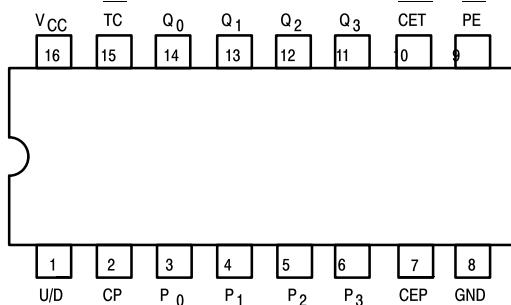 VCC TC Q0 Q1 Q2 Q3 CET PE
16 15 14 13 12 11 10 9
1 2 3 4 5 6 7 8
U/D CP P0 P1 P2 P3 CEP GND